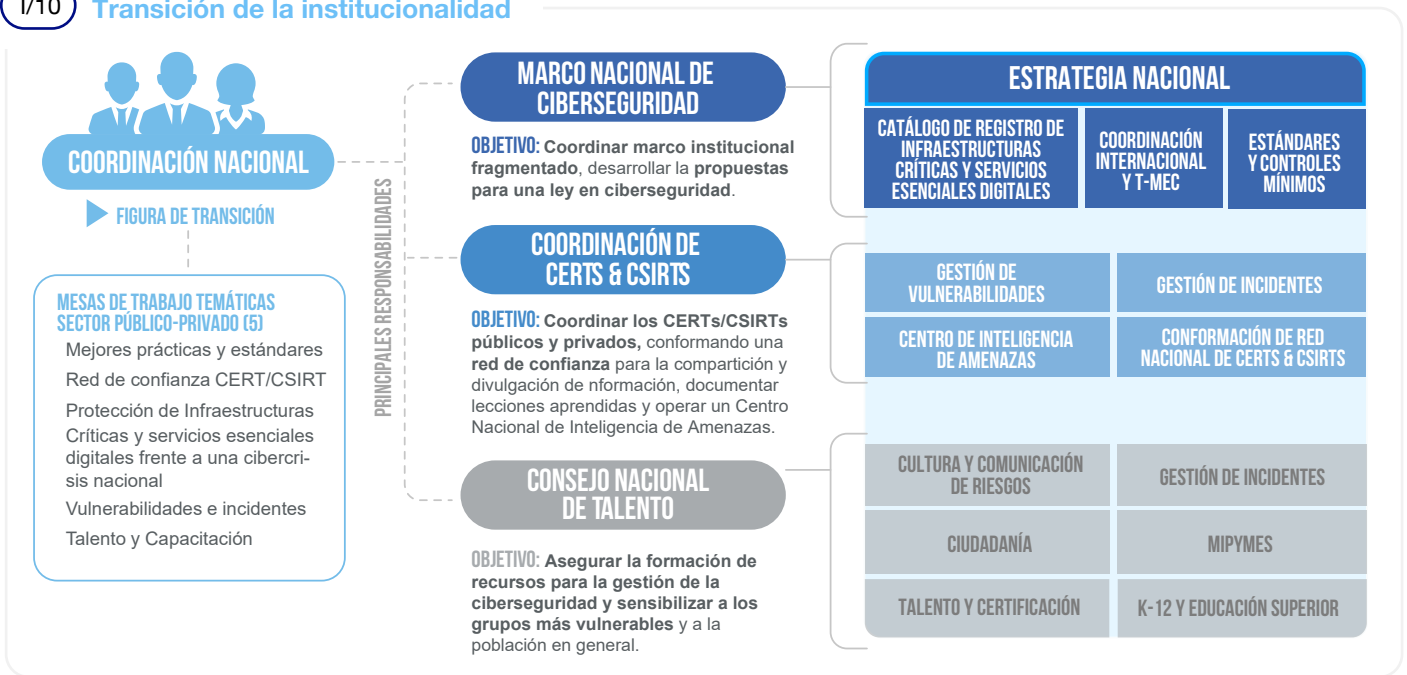 1/10
Transición de la institucionalidad
COORDINACIÓN NACIONAL
FIGURA DE TRANSICIÓN
MESAS DE TRABAJO TEMÁTICAS
SECTOR PÚBLICO-PRIVADO (5)
Mejores prácticas y estándares
Red de confianza CERT/CSIRT
Protección de Infraestructuras
Críticas y servicios esenciales
digitales frente a una cibercri-
sis nacional
Vulnerabilidades e incidentes
Talento y Capacitación
PRINCIPALES RESPONSABILIDADES
MARCO NACIONAL DE
CIBERSEGURIDAD
OBJETIVO: Coordinar marco institucional
fragmentado, desarrollar la propuestas
para una ley en ciberseguridad.
COORDINACIÓN DE
CERTS & CSIRTS
OBJETIVO: Coordinar los CERTs/CSIRTs
públicos y privados, conformando una
red de confianza para la compartición y
divulgación de nformación, documentar
lecciones aprendidas y operar un Centro
Nacional de Inteligencia de Amenazas.
CONSEJO NACIONAL
DE TALENTO
OBJETIVO: Asegurar la formación de
recursos para la gestión de la
ciberseguridad y sensibilizar a los
grupos más vulnerables y a la
población en general.
ESTRATEGIA NACIONAL
CATÁLOGO DE REGISTRO DE
INFRAESTRUCTURAS
CRÍTICAS Y SERVICIOS
ESENCIALES DIGITALES
COORDINACIÓN
INTERNACIONAL
Y T-MEC
ESTÁNDARES
Y CONTROLES
MÍNIMOS
GESTIÓN DE
VULNERABILIDADES
GESTIÓN DE INCIDENTES
CENTRO DE INTELIGENCIA
DE AMENAZAS
CONFORMACIÓN DE RED
NACIONAL DE CERTS & CSIRTS
CULTURA Y COMUNICACIÓN
DE RIESGOS
GESTIÓN DE INCIDENTES
CIUDADANÍA
MIPYMES
TALENTO Y CERTIFICACIÓN
K-12 Y EDUCACIÓN SUPERIOR